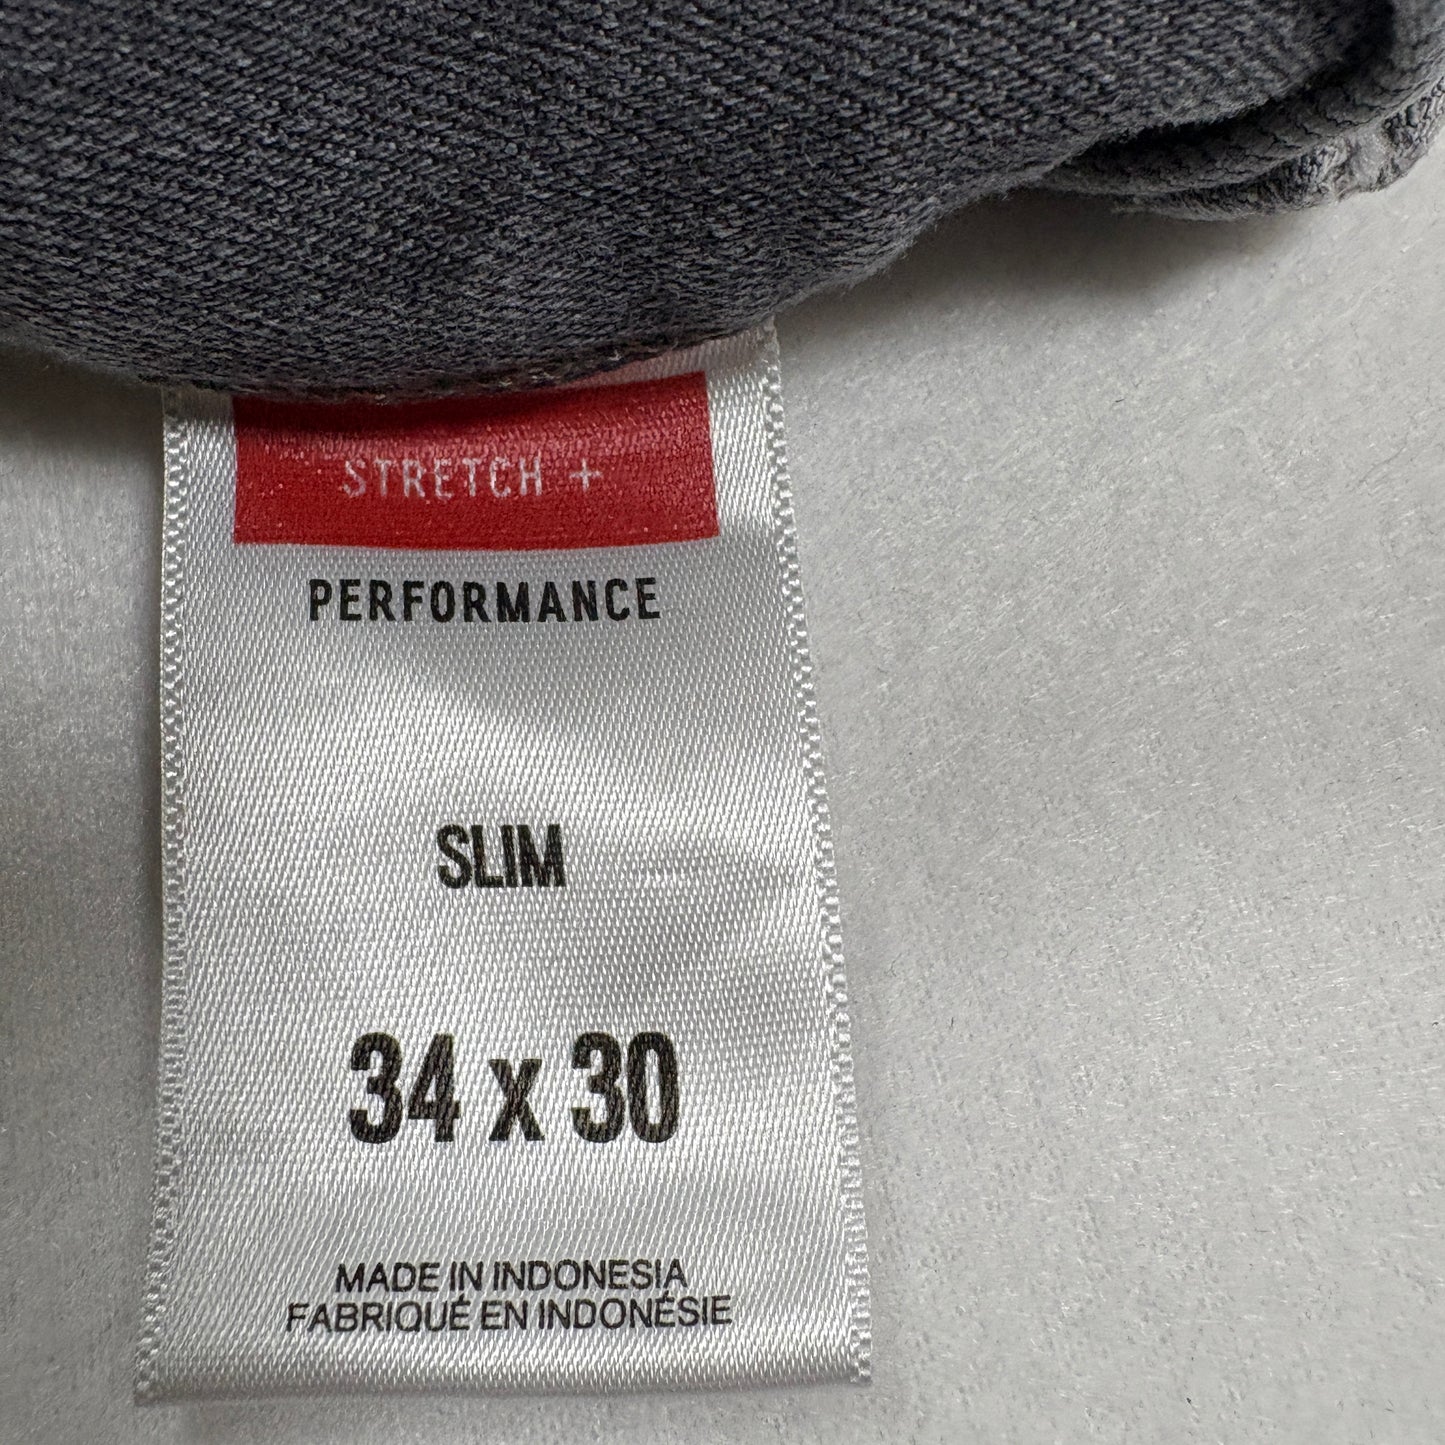 STRETCH +
PERFORMANCE
SLIM
34 x 30
MADE IN INDONESIA
FABRIQUÉ EN INDONÉSIE